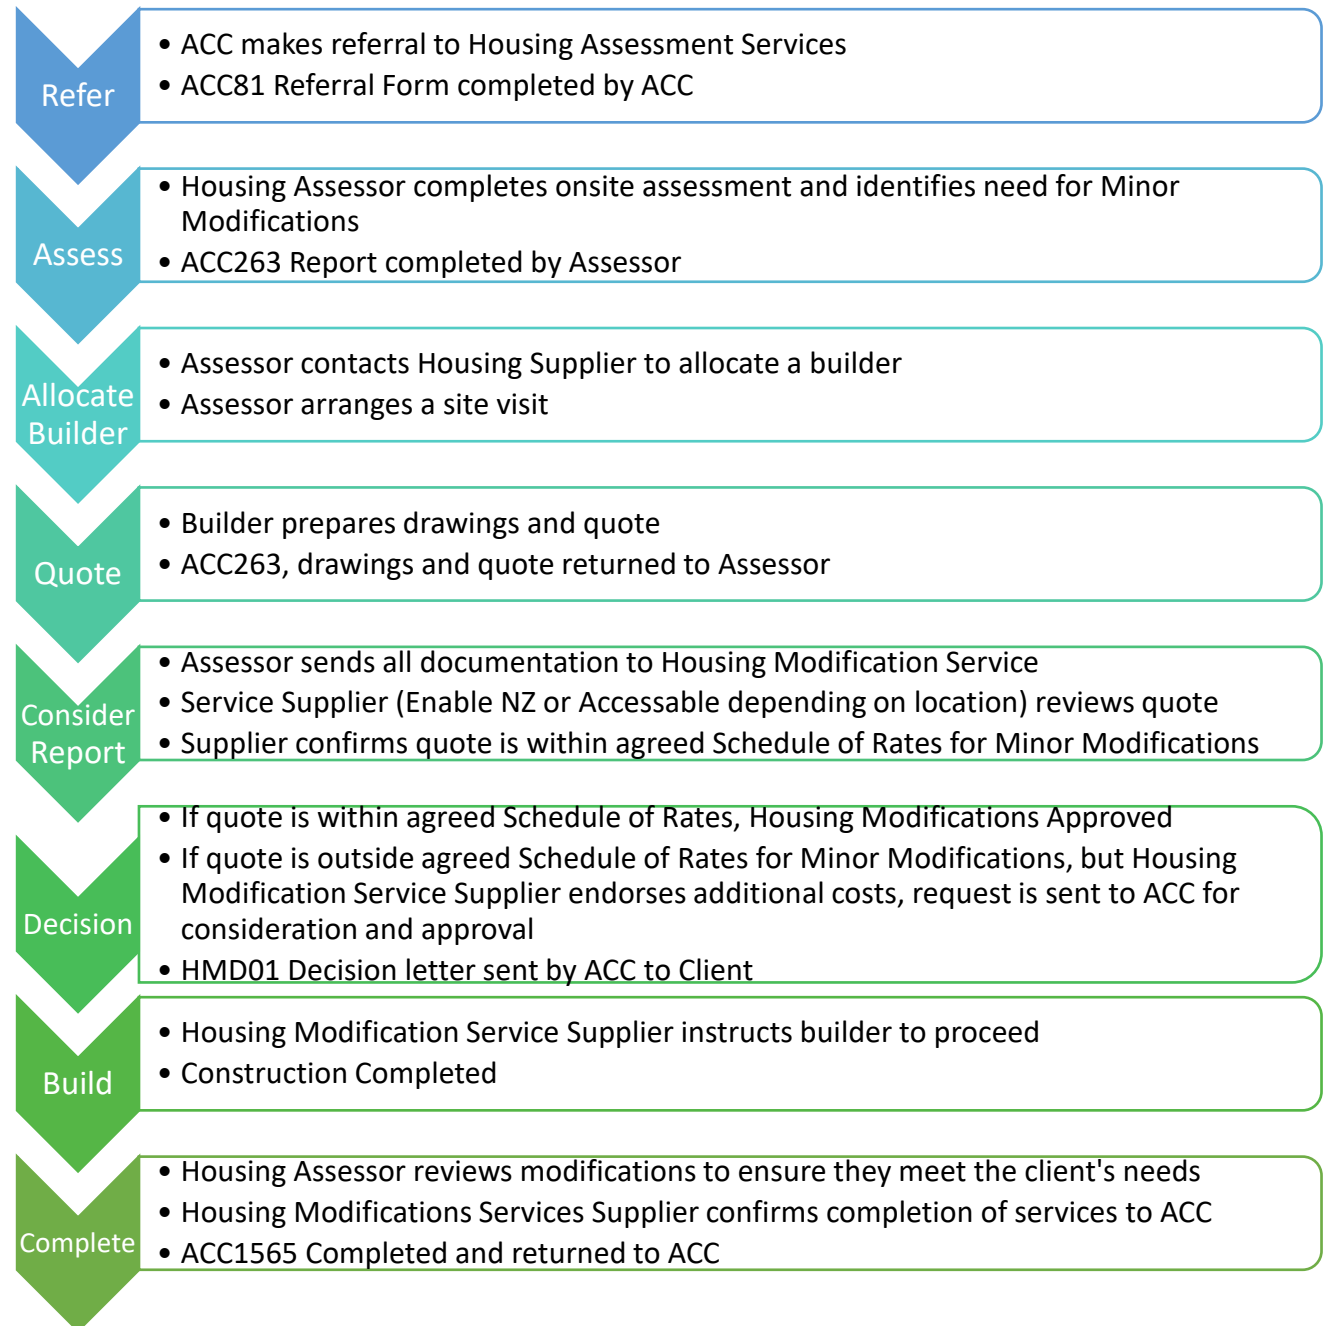 Refer
• ACC makes referral to Housing Assessment Services
• ACC81 Referral Form completed by ACC
Assess
• Housing Assessor completes onsite assessment and identifies need for Minor
Modifications
• ACC263 Report completed by Assessor
Allocate
Builder
• Assessor contacts Housing Supplier to allocate a builder
• Assessor arranges a site visit
Quote
• Builder prepares drawings and quote
• ACC263, drawings and quote returned to Assessor
Consider
Report
• Assessor sends all documentation to Housing Modification Service
• Service Supplier (Enable NZ or Accessable depending on location) reviews quote
• Supplier confirms quote is within agreed Schedule of Rates for Minor Modifications
Decision
• If quote is within agreed Schedule of Rates, Housing Modifications Approved
• If quote is outside agreed Schedule of Rates for Minor Modifications, but Housing
Modification Service Supplier endorses additional costs, request is sent to ACC for
consideration and approval
• HMD01 Decision letter sent by ACC to Client
Build
• Housing Modification Service Supplier instructs builder to proceed
• Construction Completed
Complete
• Housing Assessor reviews modifications to ensure they meet the client's needs
• Housing Modifications Services Supplier confirms completion of services to ACC
• ACC1565 Completed and returned to ACC